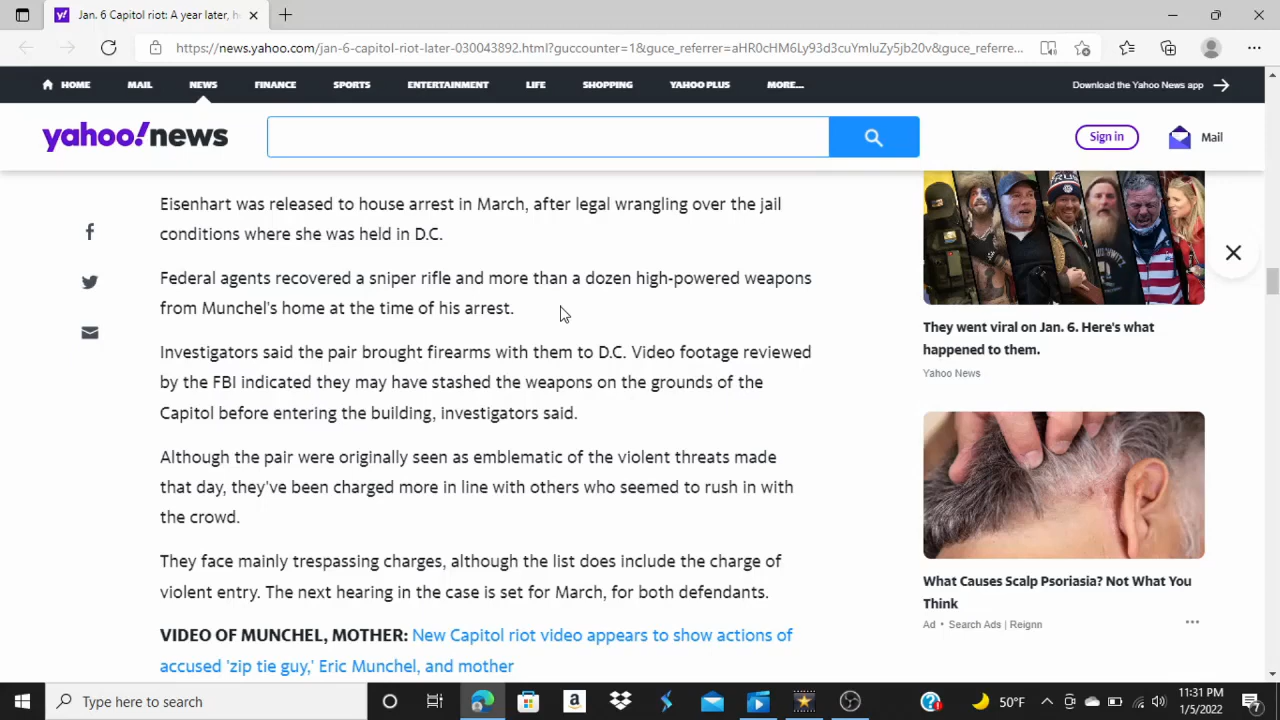 Jan. 6 Capitol riot: A year later, h
https://news.yahoo.com/jan-6-capitol-riot-later-030043892.html?guccounter=1&guce_referrer=aHR0cHM6Ly93d3cuYmluZy5jb20v&guce_referre...
HOME MAIL NEWS FINANCE SPORTS ENTERTAINMENT LIFE SHOPPING YAHOO PLUS MORE... Download the Yahoo News app
yahoo!news Sign in Mail
Eisenhart was released to house arrest in March, after legal wrangling over the jail
conditions where she was held in D.C.
Federal agents recovered a sniper rifle and more than a dozen high-powered weapons
from Munchel's home at the time of his arrest.
Investigators said the pair brought firearms with them to D.C. Video footage reviewed
by the FBI indicated they may have stashed the weapons on the grounds of the
Capitol before entering the building, investigators said.
Although the pair were originally seen as emblematic of the violent threats made
that day, they've been charged more in line with others who seemed to rush in with
the crowd.
They face mainly trespassing charges, although the list does include the charge of
violent entry. The next hearing in the case is set for March, for both defendants.
VIDEO OF MUNCHEL, MOTHER: New Capitol riot video appears to show actions of
accused 'zip tie guy,' Eric Munchel, and mother
They went viral on Jan. 6. Here's what
happened to them.
Yahoo News
What Causes Scalp Psoriasia? Not What You
Think
Ad • Search Ads | Reignn
Type here to search
50°F
11:31 PM
1/5/2022
7